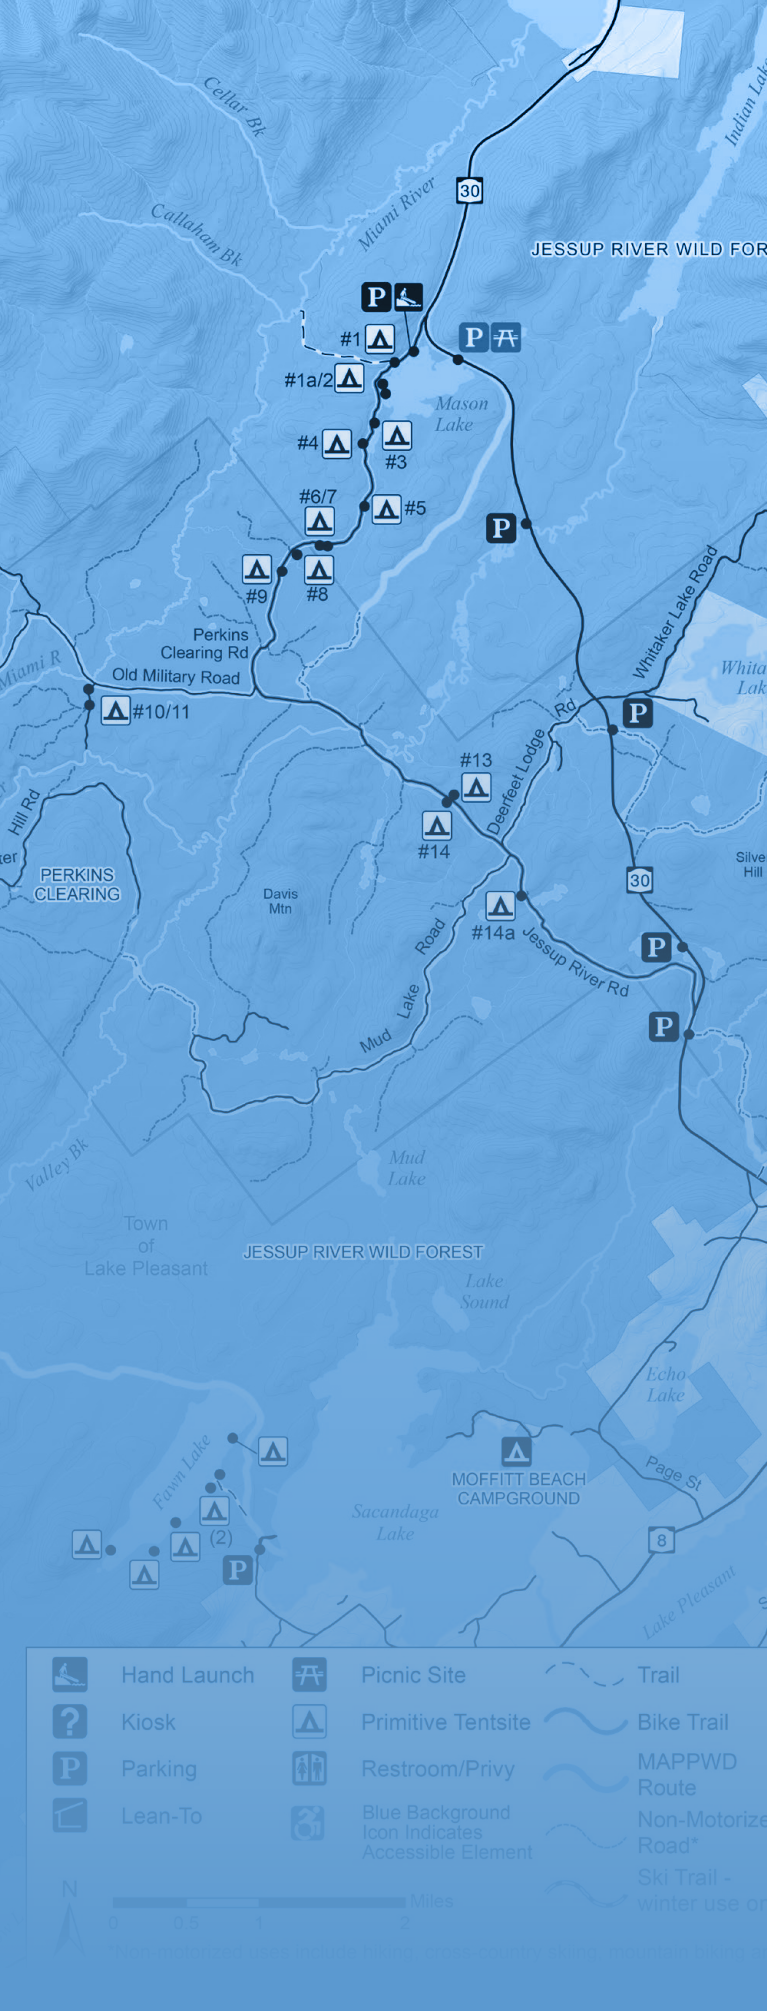 Cellar Bk
Indian Lake
30
Miami River
Callaham Bk
JESSUP RIVER WILD FOR
P
#1
P
#1a/2
Mason
Lake
#4
#3
#6/7
#5
P
#9
#8
Whitaker Lake Road
Perkins
Clearing Rd
Miami R
Old Military Road
Whita
Lak
#10/11
Deerfeet Lodge Rd
P
#13
Hill Rd
#14
ter
PERKINS
CLEARING
Silve
Hill
30
Davis
Mtn
#14a
P
Jessup River Rd
Mud Lake Road
P
Valley Bk
Mud
Lake
Town
of
Lake Pleasant
JESSUP RIVER WILD FOREST
Lake
Sound
Echo
Lake
Fawn Lake
MOFFITT BEACH
CAMPGROUND
Page St
Sacandaga
Lake
(2)
8
P
Lake Pleasant
Hand Launch
Picnic Site
Trail
? Kiosk
Primitive Tentsite
Bike Trail
P Parking
Restroom/Privy
MAPPWD
Route
Lean-To
Blue Background
Icon Indicates
Accessible Element
Non-Motorize
Road*
Ski Trail -
winter use or
N
Miles
0 0.5 1 2